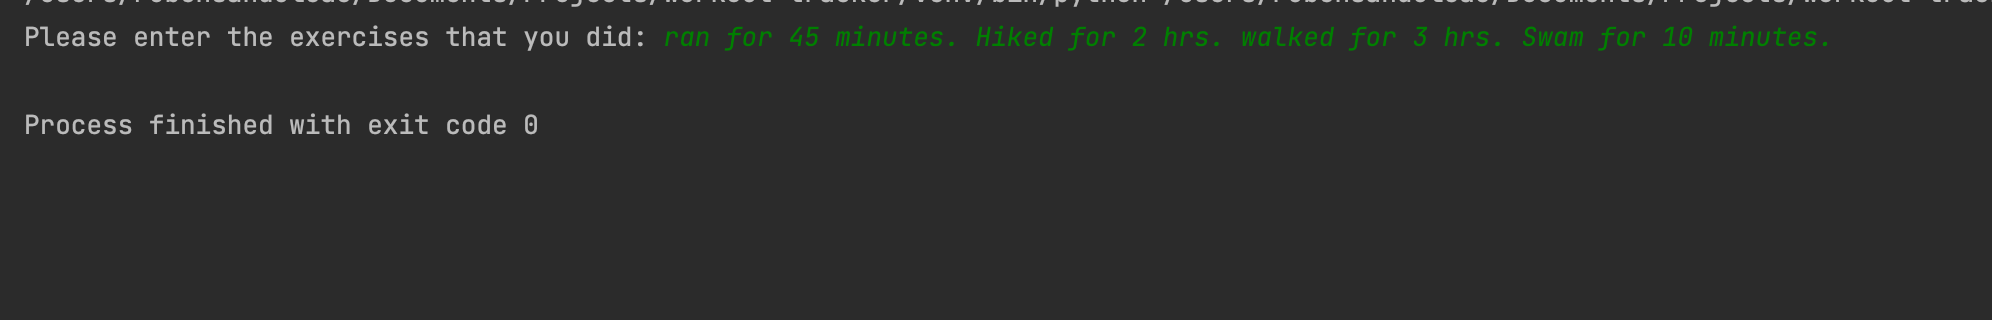 Please enter the exercises that you did: ran for 45 minutes. Hiked for 2 hrs. walked for 3 hrs. Swam for 10 minutes.
Process finished with exit code 0